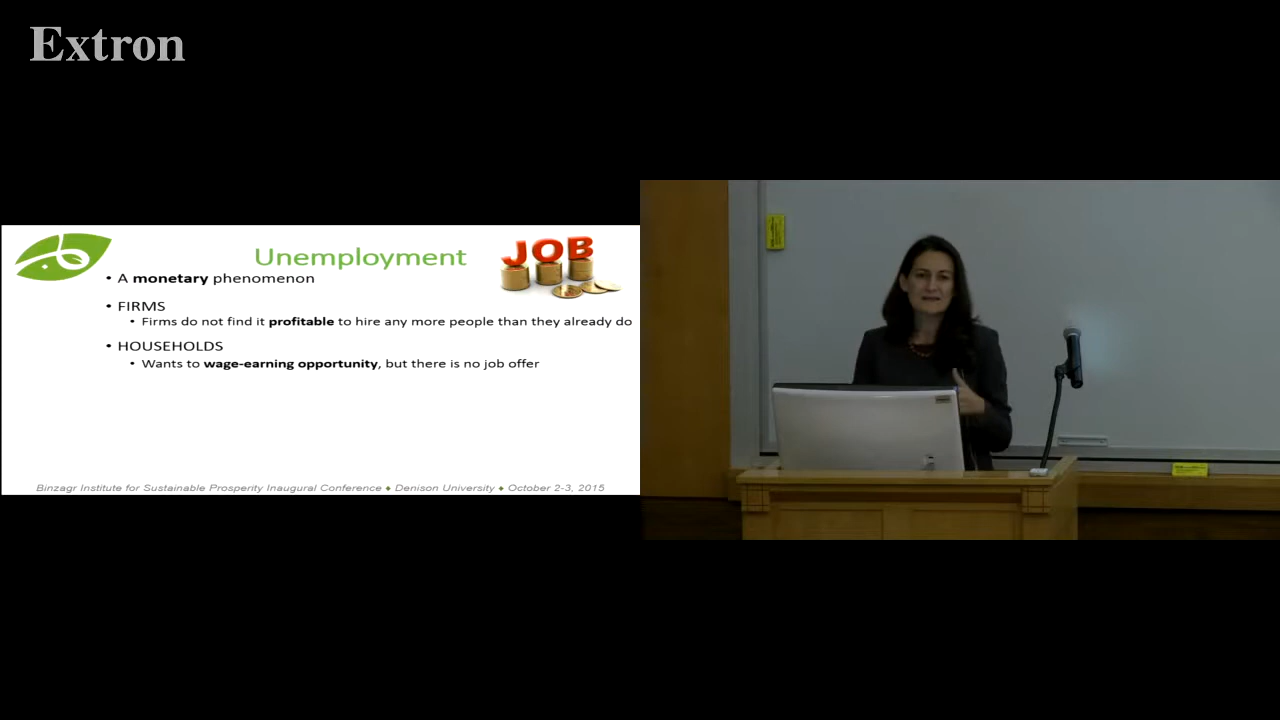 Extron
Unemployment
JOB
• A monetary phenomenon
• FIRMS
• Firms do not find it profitable to hire any more people than they already do
• HOUSEHOLDS
• Wants to wage-earning opportunity, but there is no job offer
Binzagr Institute for Sustainable Prosperity Inaugural Conference ♦ Denison University ♦ October 2-3, 2015